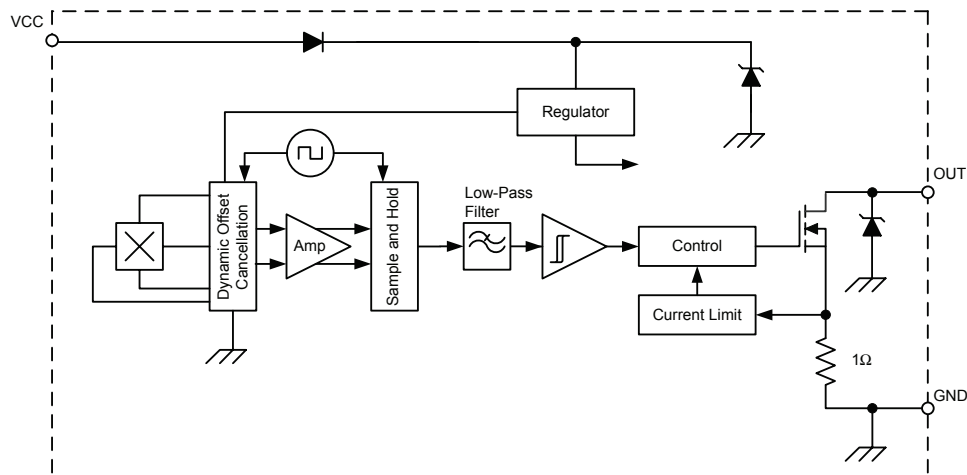 VCC
Regulator
OUT
Low-Pass
Filter
Dynamic Offset
Cancellation
Amp
Sample and Hold
Control
Current Limit
1Ω
GND